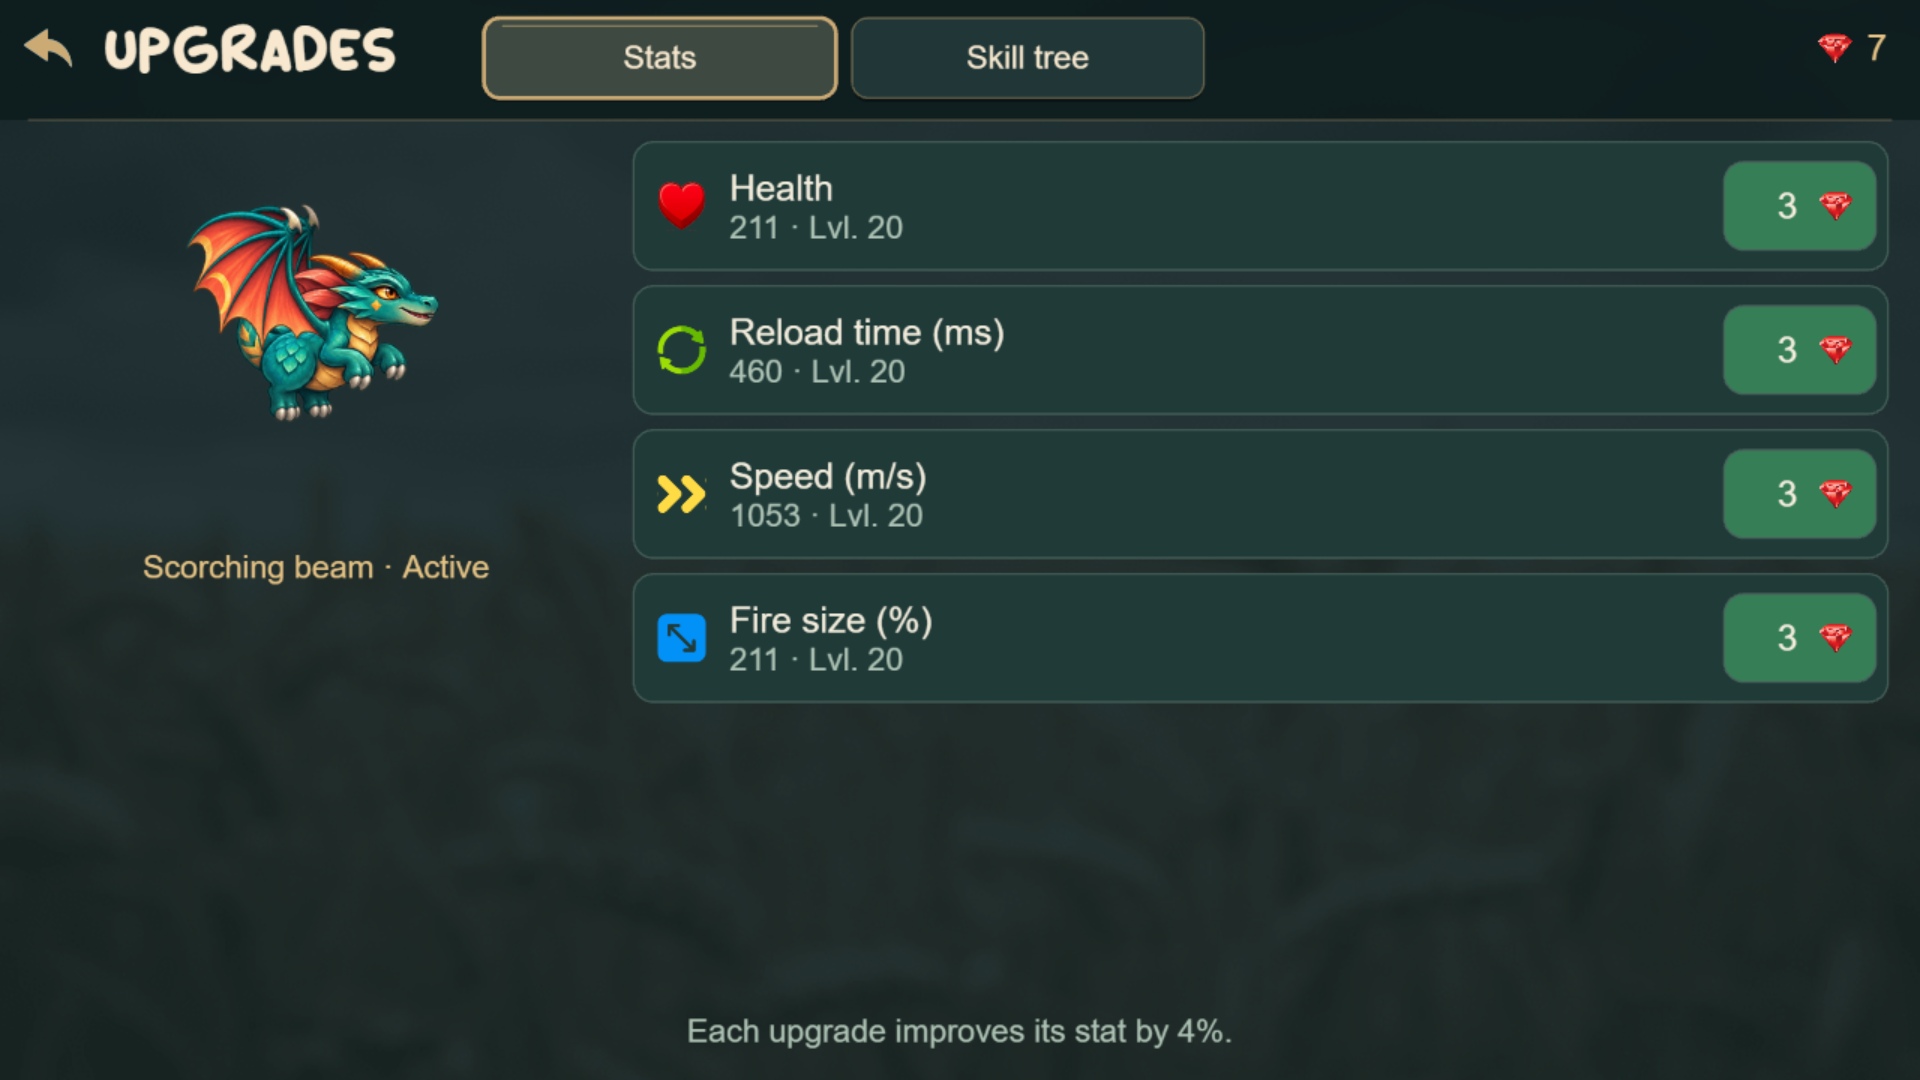 UPGRADES
Stats
Skill tree
7
Health
211 · Lvl. 20
3
Reload time (ms)
460 · Lvl. 20
3
Speed (m/s)
1053 · Lvl. 20
3
Fire size (%)
211 · Lvl. 20
3
Scorching beam · Active
Each upgrade improves its stat by 4%.